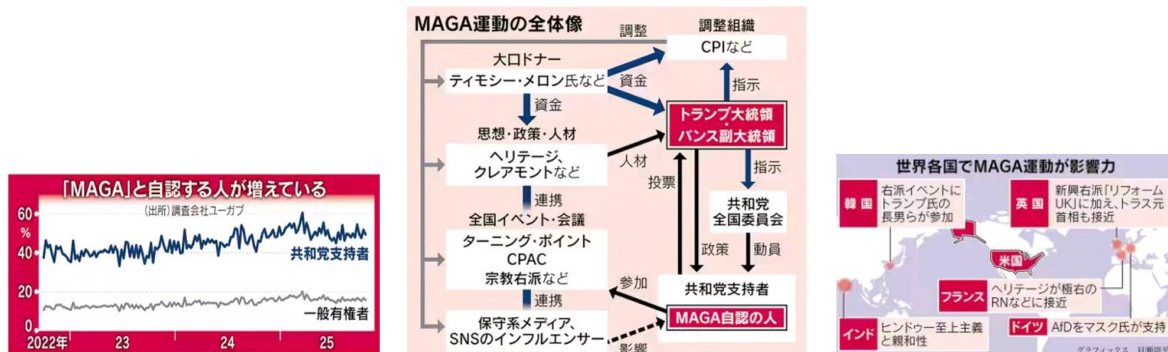 「MAGA」と自認する人が増えている
(出所)調査会社ユーガブ
60
%
40
20
0
共和党支持者
一般有権者
2022年 23 24 25
MAGA運動の全体像
調整
調整組織
CPIなど
大口ドナー
ティモシー・メロン氏など
資金
指示
資金
トランプ大統領
・
バンス副大統領
思想・政策・人材
ヘリテージ、
クレアモントなど
人材
投票
指示
連携
共和党
全国委員会
全国イベント・会議
ターニング・ポイント
CPAC
宗教右派など
政策
動員
参加
共和党支持者
MAGA自認の人
連携
保守系メディア、
SNSのインフルエンサー
影響
世界各国でMAGA運動が影響力
韓国
右派イベントに
トランプ氏の
長男らが参加
英国
新興右派「リフォーム
UK」に加え、トラス元
首相も接近
米国
フランス
ヘリテージが極右の
RNなどに接近
インド
ヒンドゥー至上主義
と親和性
ドイツ
AfDをマスク氏が支持
グラフィックス